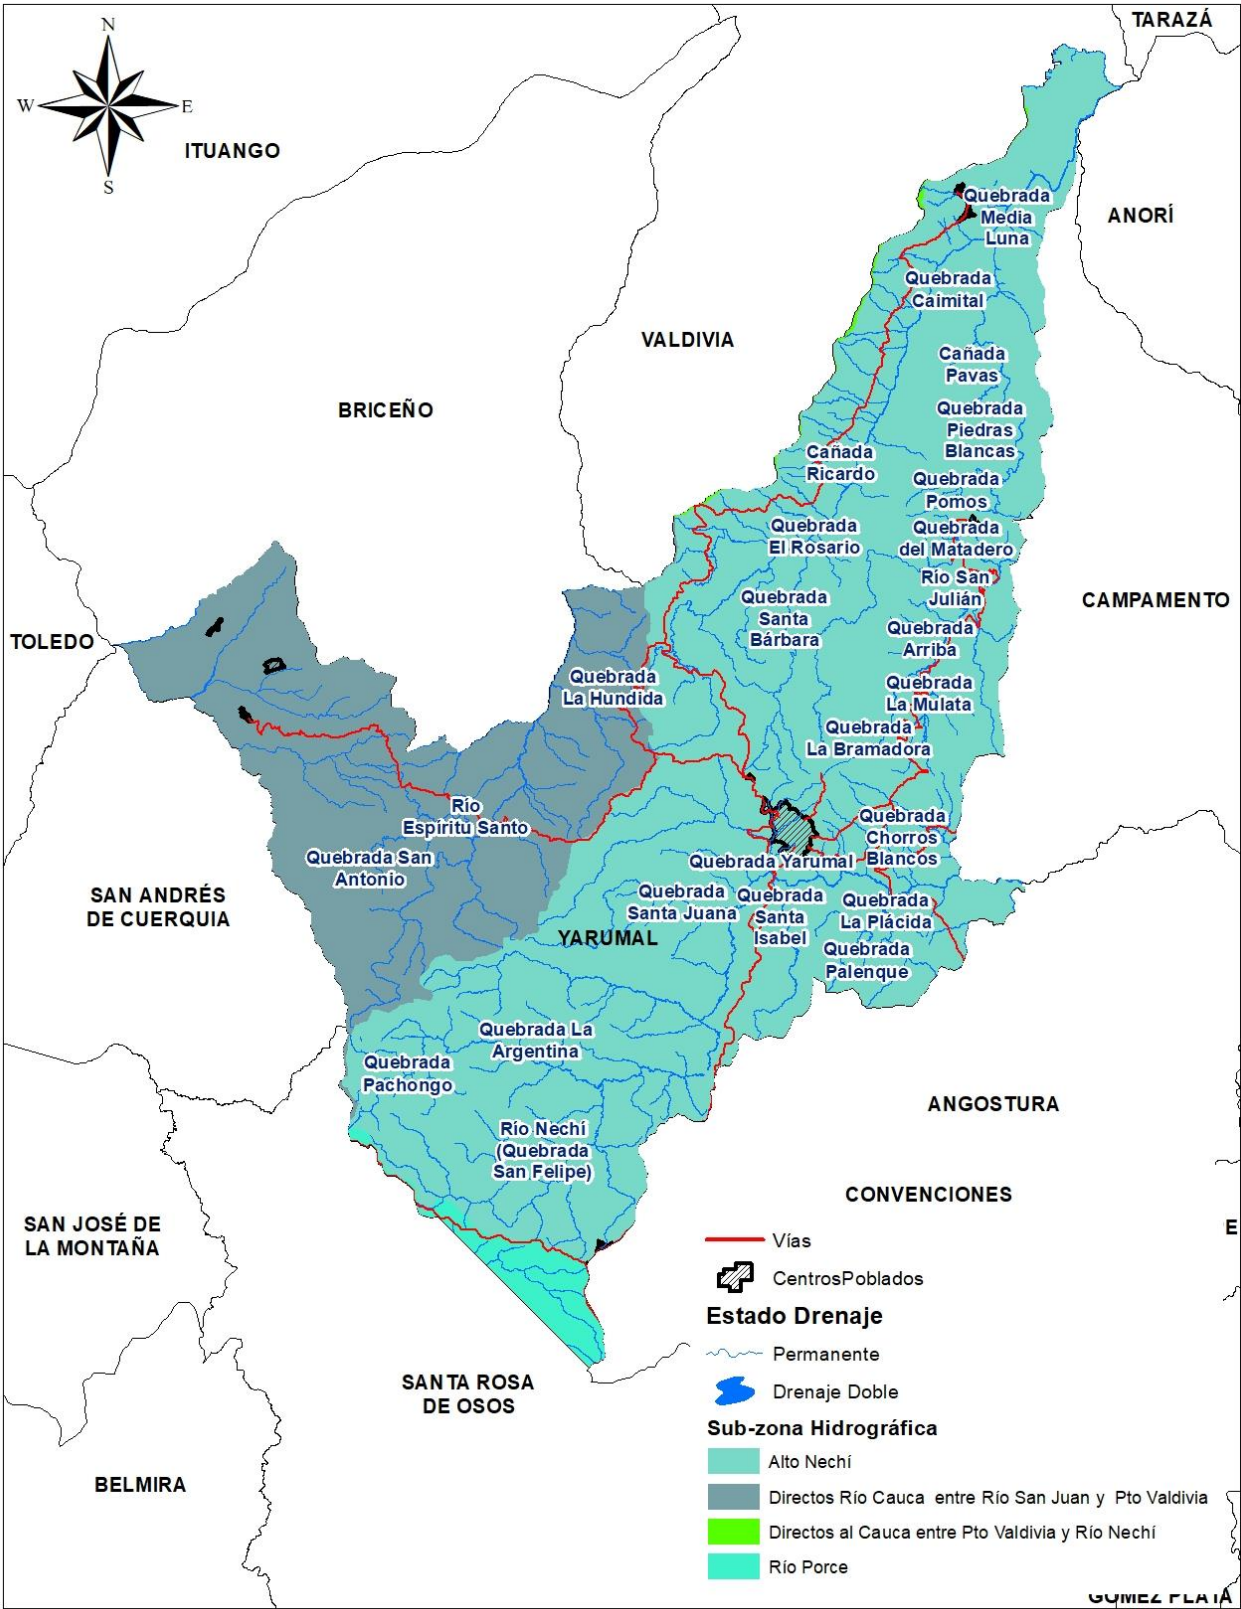 TARAZÁ
N
W
E
S
ITUANGO
ANORÍ
Quebrada
Media
Luna
Quebrada
Caimital
VALDIVIA
Cañada
Pavas
BRICEÑO
Quebrada
Piedras
Blancas
Cañada
Ricardo
Quebrada
Pomos
Quebrada
El Rosario
Quebrada
del Matadero
Río San
Julián
CAMPAMENTO
Quebrada
Santa
Bárbara
TOLEDO
Quebrada
Arriba
Quebrada
La Hundida
Quebrada
La Mulata
Quebrada
La Bramadora
Río
Espíritu Santo
Quebrada
Chorros
Blancos
Quebrada San
Antonio
Quebrada Yarumal
SAN ANDRÉS
DE CUERQUIA
Quebrada
Santa Juana
Quebrada
Santa
Isabel
Quebrada
La Plácida
YARUMAL
Quebrada
Palenque
Quebrada La
Argentina
Quebrada
Pachongo
ANGOSTURA
Río Nechí
(Quebrada
San Felipe)
SAN JOSÉ DE
LA MONTAÑA
E
SANTA ROSA
DE OSOS
BELMIRA
CONVENCIONES
Vías
CentrosPoblados
Estado Drenaje
Permanente
Drenaje Doble
Sub-zona Hidrográfica
Alto Nechí
Directos Río Cauca entre Río San Juan y Pto Valdivia
Directos al Cauca entre Pto Valdivia y Río Nechí
Río Porce
GÓMEZ PLATA